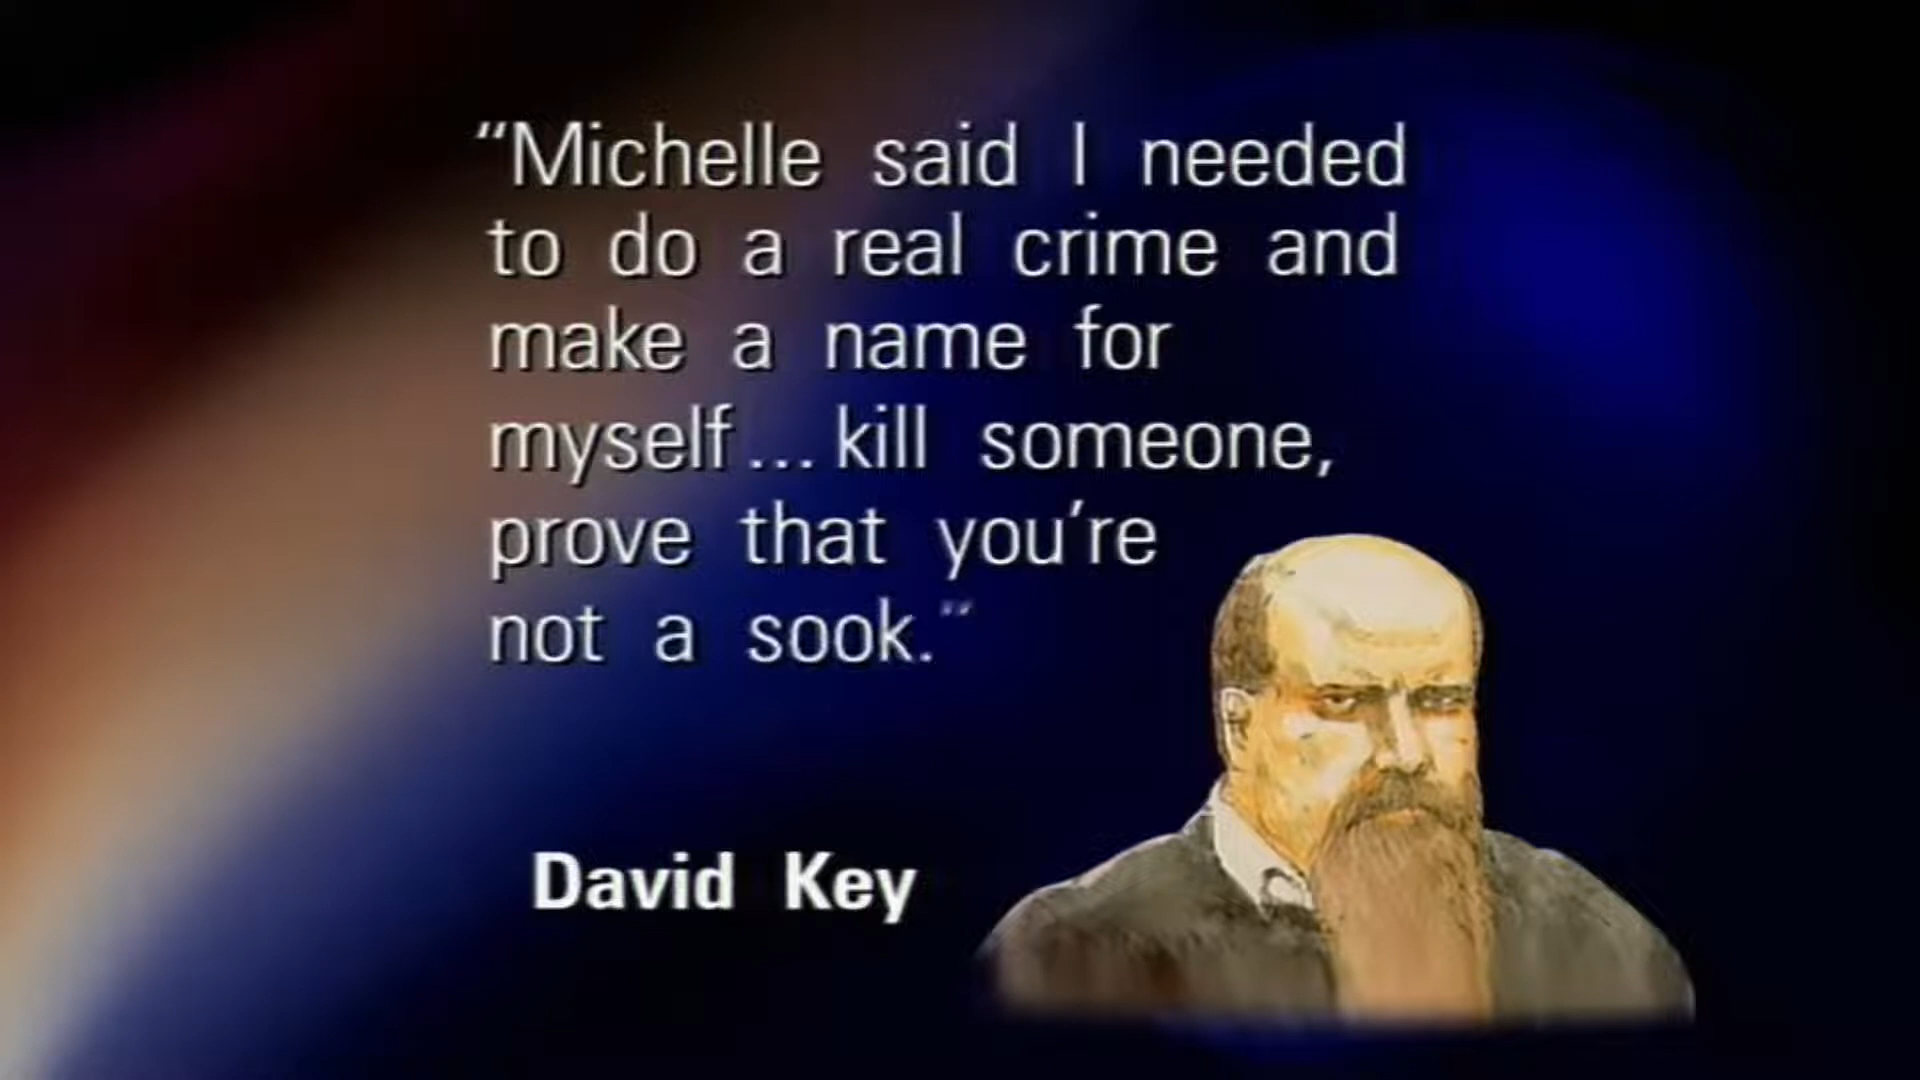 “Michelle said I needed
to do a real crime and
make a name for
myself... kill someone,
prove that you’re
not a sook.”
David Key